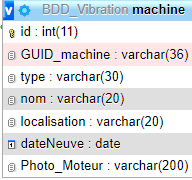 v BDD_Vibration machine
id : int(11)
GUID_machine : varchar(36)
type : varchar(30)
nom : varchar(20)
localisation : varchar(20)
dateNeuve : date
Photo_Moteur : varchar(200)